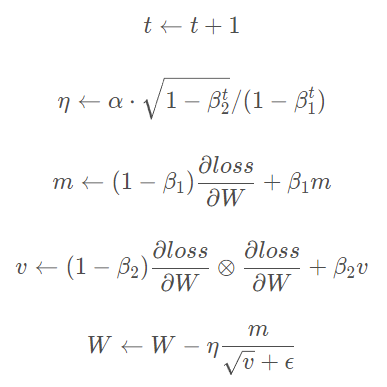 t ← t + 1
η ← α · √(1 − β₂ᵗ)/(1 − β₁ᵗ)
m ← (1 − β₁) ∂loss/∂W + β₁m
v ← (1 − β₂) ∂loss/∂W ⊗ ∂loss/∂W + β₂v
W ← W − η m/(√v + ϵ)